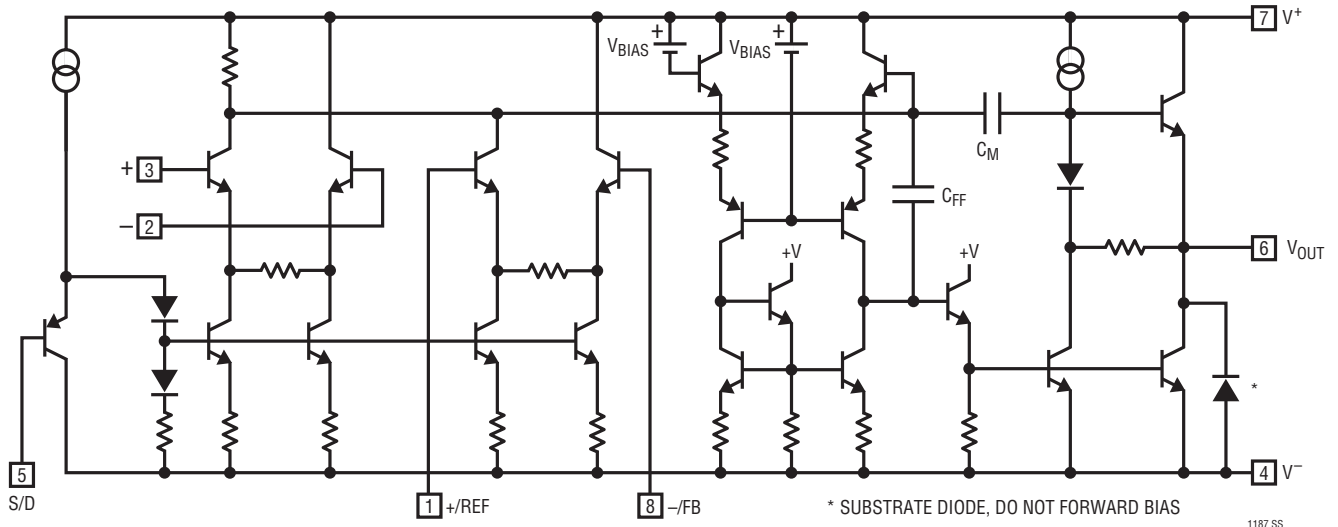 7 V+
VBIAS + VBIAS +
+ 3
CM
− 2
CFF
+V +V
6 VOUT
*
5
S/D
4 V−
1 +/REF
8 −/FB
* SUBSTRATE DIODE, DO NOT FORWARD BIAS
1187 SS